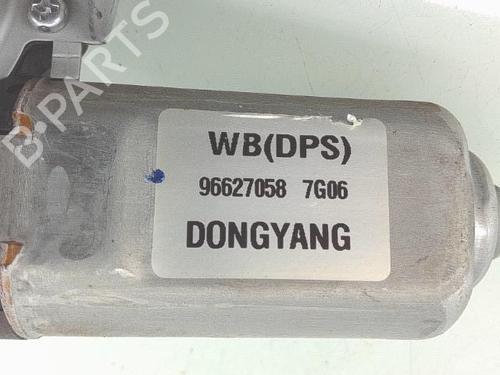 B-PARTS
WB(DPS)
96627058 7G06
DONGYANG